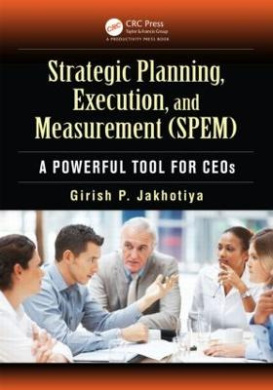 CRC Press
Taylor & Francis Group
A PRODUCTIVITY PRESS BOOK
Strategic Planning,
Execution, and
Measurement (SPEM)
A POWERFUL TOOL FOR CEOs
Girish P. Jakhotiya